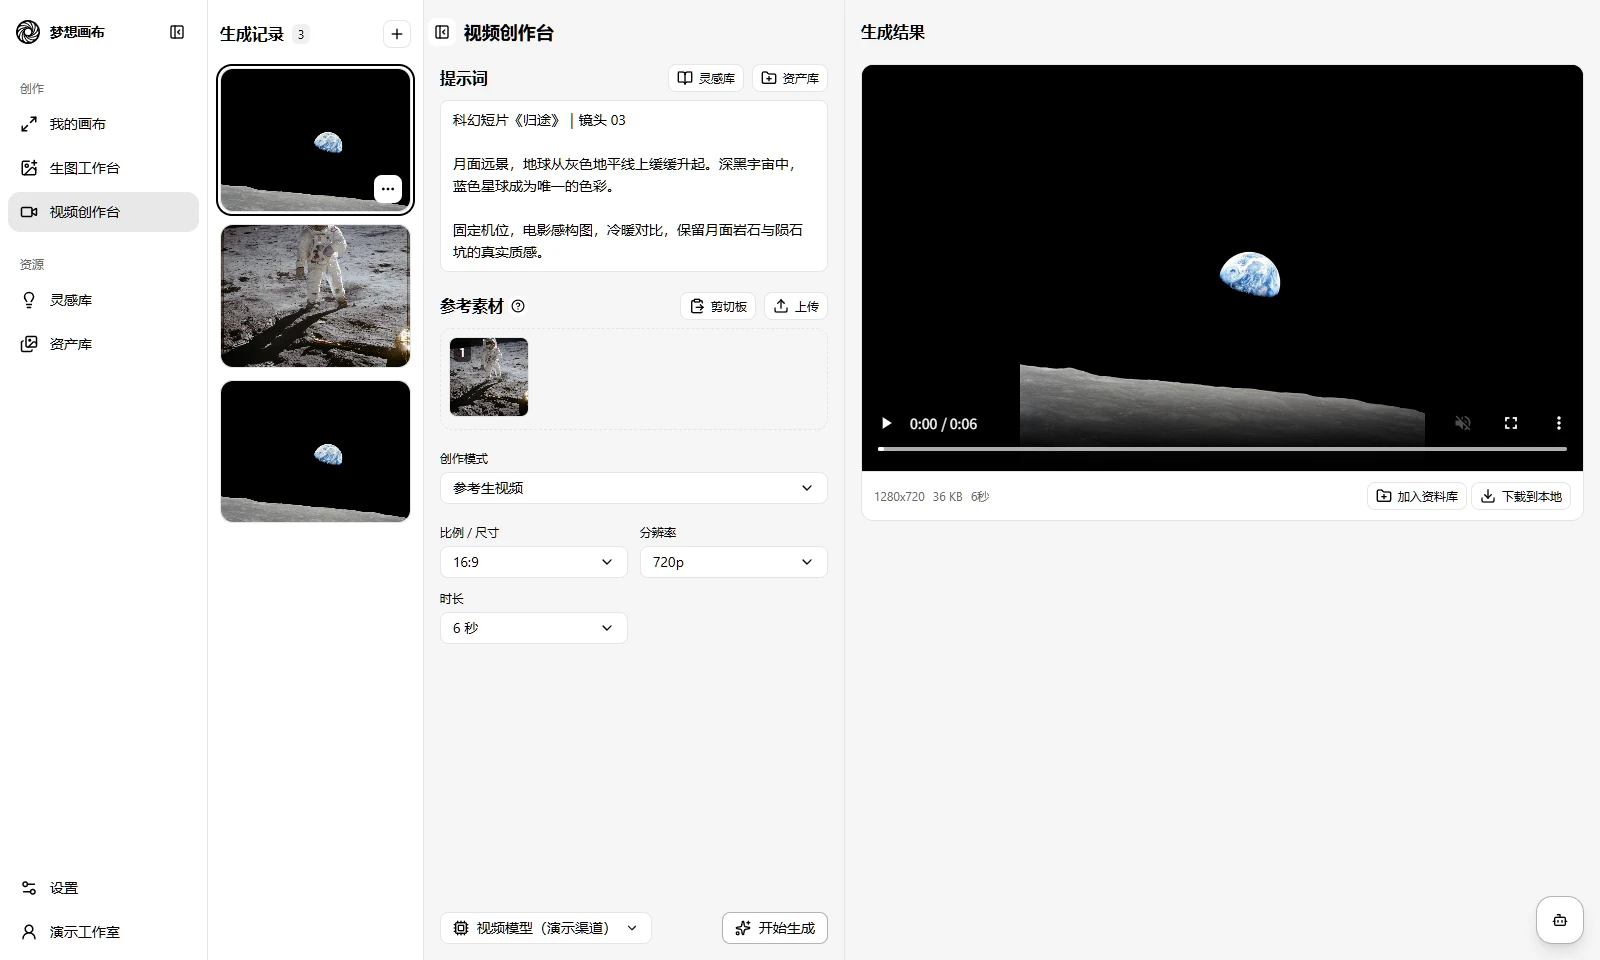 梦想画布
创作
我的画布
生图工作台
视频创作台
资源
灵感库
资产库
设置
演示工作室
生成记录 3
视频创作台
提示词
灵感库
资产库
科幻短片《归途》｜镜头 03
月面远景，地球从灰色地平线上缓缓升起。深黑宇宙中，
蓝色星球成为唯一的色彩。
固定机位，电影感构图，冷暖对比，保留月面岩石与陨石
坑的真实质感。
参考素材
剪切板
上传
1
创作模式
参考生视频
比例 / 尺寸
分辨率
16:9
720p
时长
6 秒
视频模型（演示渠道）
开始生成
生成结果
0:00 / 0:06
1280x720 36 KB 6秒
加入资料库
下载到本地